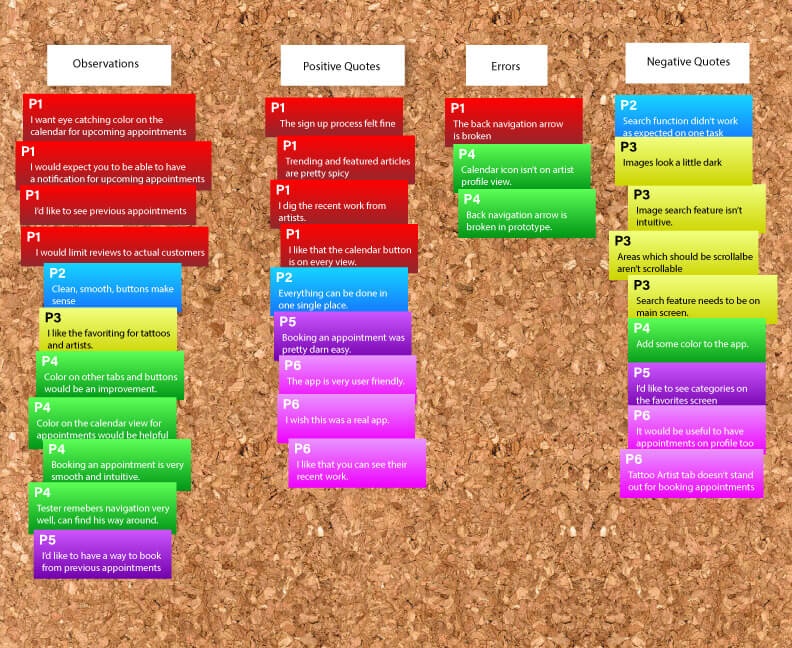 Observations
P1
I want eye catching color on the
calendar for upcoming appointments
P1
I would expect you to be able to have
a notification for upcoming appointments
P1
I'd like to see previous appointments
P1
I would limit reviews to actual customers
P2
Clean, smooth, buttons make
sense
P3
I like the favoriting for tattoos
and artists.
P4
Color on other tabs and buttons
would be an improvement.
P4
Color on the calendar view for
appointments would be helpful
P4
Booking an appointment is very
smooth and intuitive.
P4
Tester remebers navigation very
well, can find his way around.
P5
I'd like to have a way to book
from previous appointments
Positive Quotes
P1
The sign up process felt fine
P1
Trending and featured articles
are pretty spicy
P1
I dig the recent work from
artists.
P1
I like that the calendar button
is on every view.
P2
Everything can be done in
one single place.
P5
Booking an appointment was
pretty darn easy.
P6
The app is very user friendly.
P6
I wish this was a real app.
P6
I like that you can see their
recent work.
Errors
P1
The back navigation arrow
is broken
P4
Calendar icon isn't on artist
profile view.
P4
Back navigation arrow is
broken in prototype.
Negative Quotes
P2
Search function didn't work
as expected on one task
P3
Images look a little dark
P3
Image search feature isn't
intuitive.
P3
Areas which should be scrollalbe
aren't scrollable
P3
Search feature needs to be on
main screen.
P4
Add some color to the app.
P5
I'd like to see categories on
the favorites screen
P6
It would be useful to have
appointments on profile too
P6
Tattoo Artist tab doesn't stand
out for booking appointments